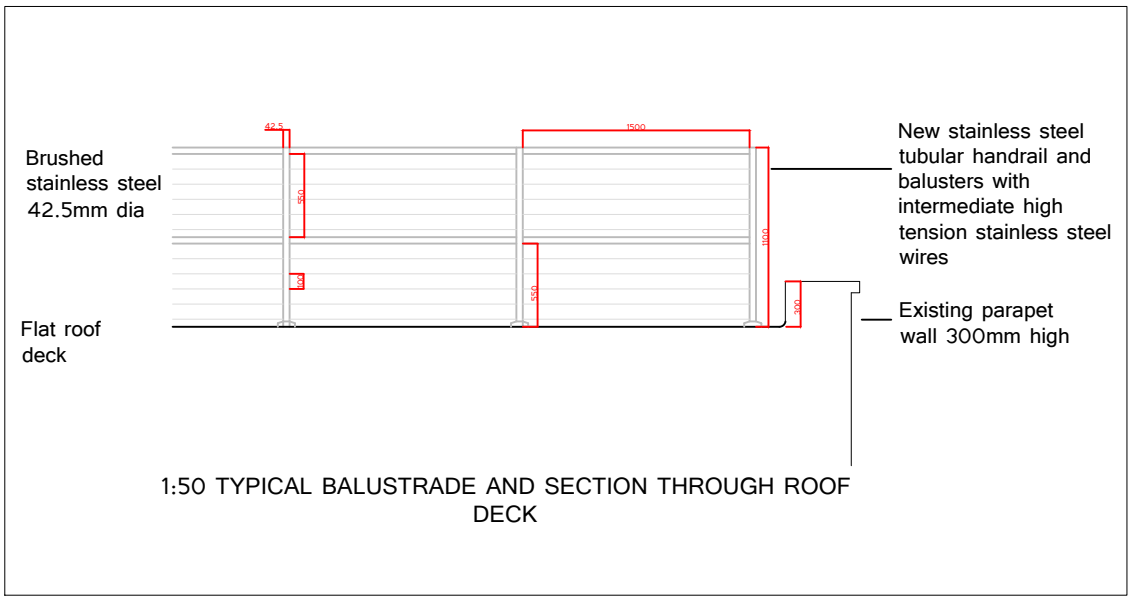 42.5
1500
Brushed
stainless steel
42.5mm dia
550
100
550
1100
300
New stainless steel
tubular handrail and
balusters with
intermediate high
tension stainless steel
wires
Flat roof
deck
Existing parapet
wall 300mm high
1:50 TYPICAL BALUSTRADE AND SECTION THROUGH ROOF
DECK